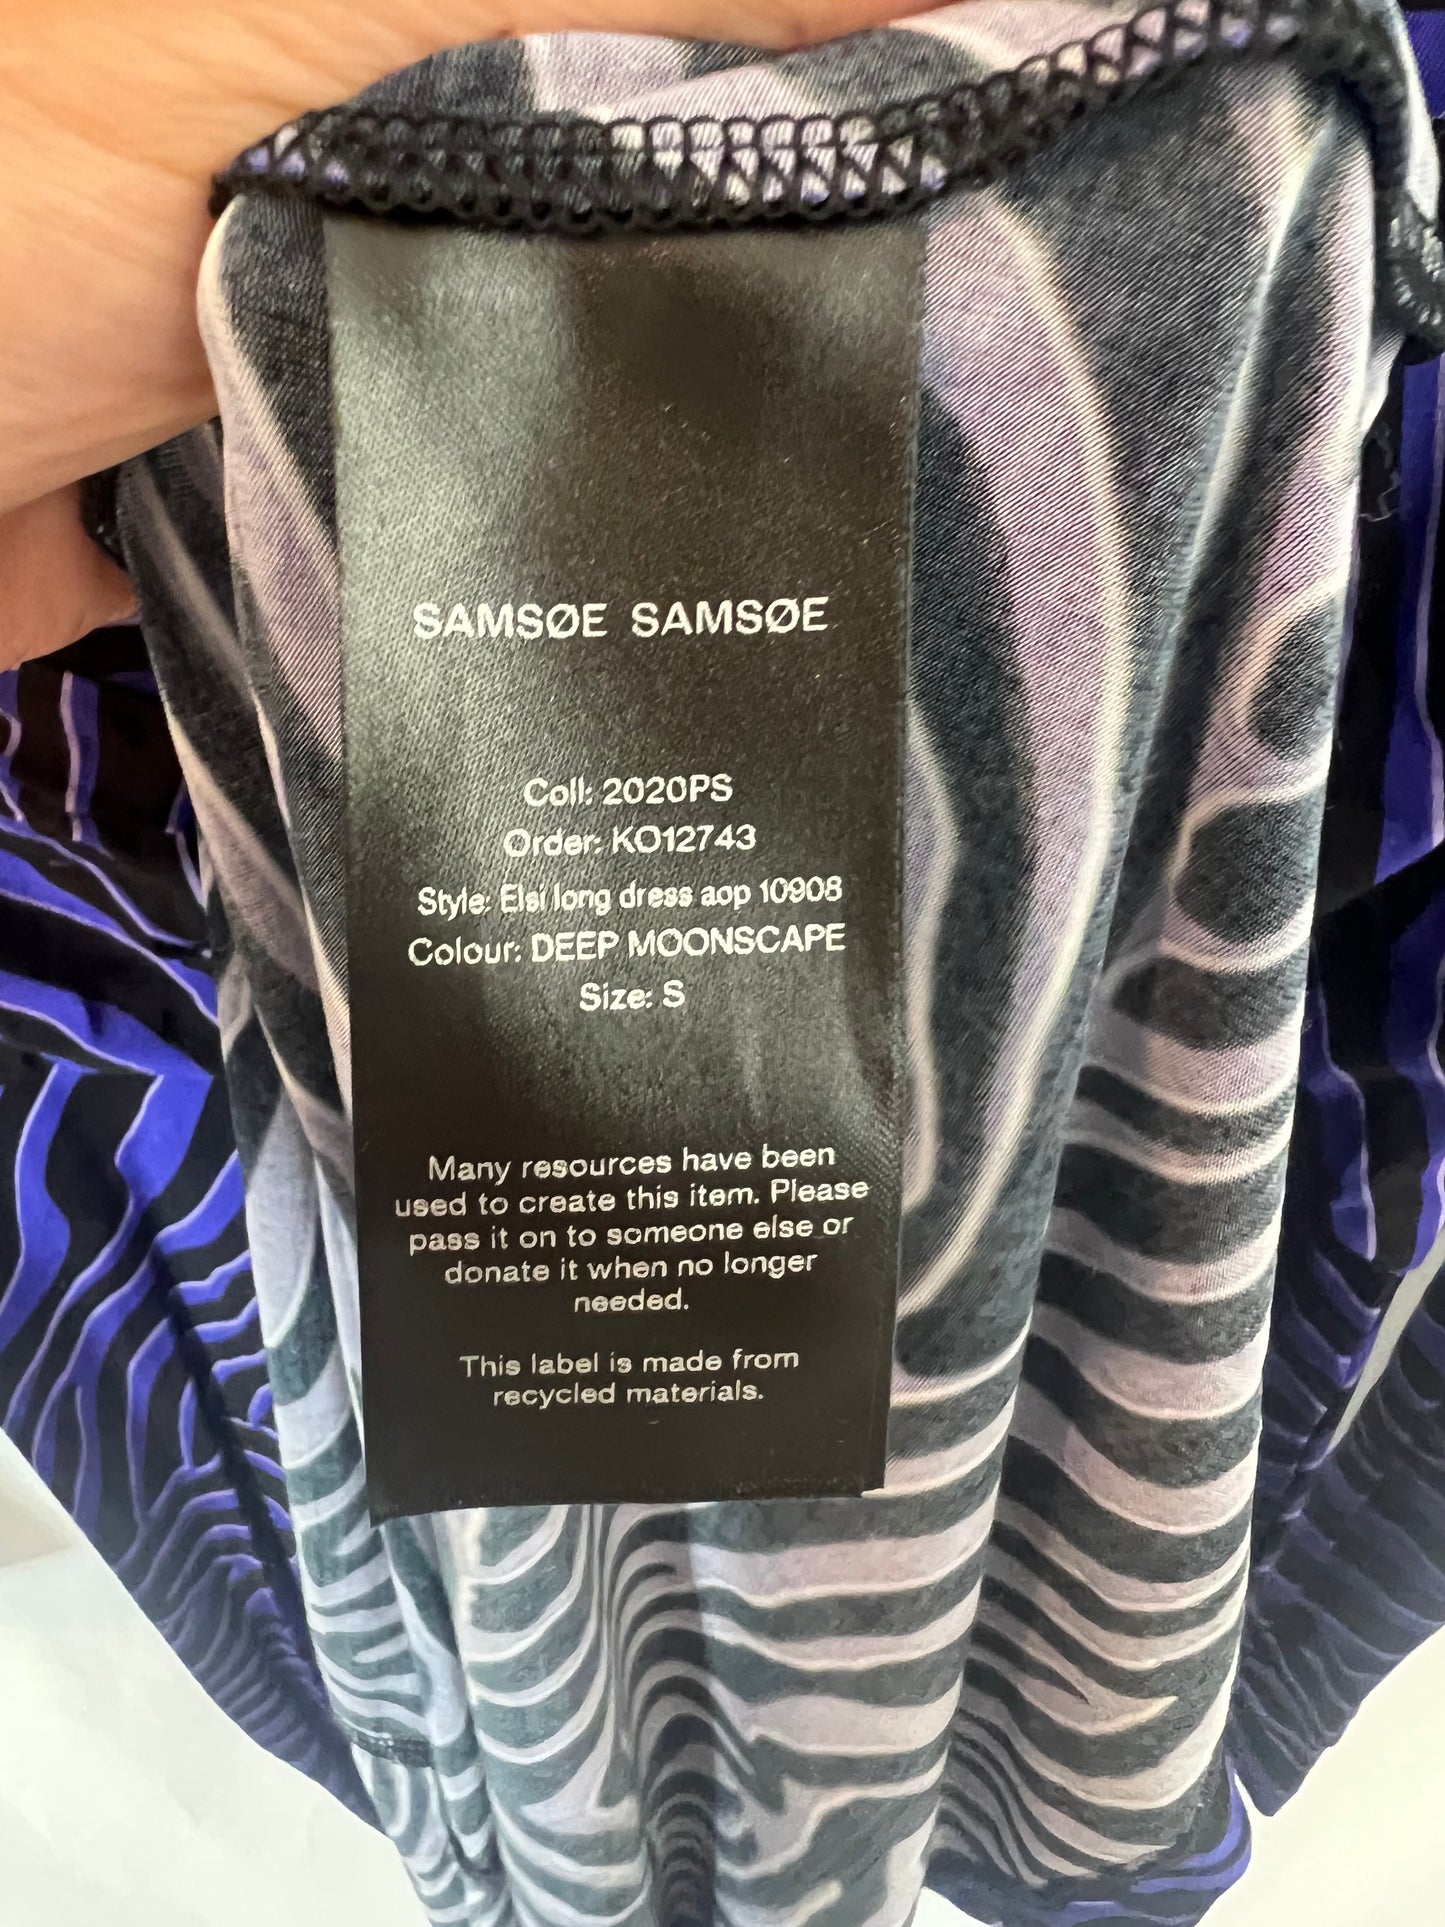 SAMSØE SAMSØE
Coll: 2020PS
Order: KO12743
Style: Elsi long dress aop 10908
Colour: DEEP MOONSCAPE
Size: S
Many resources have been
used to create this item. Please
pass it on to someone else or
donate it when no longer
needed.
This label is made from
recycled materials.